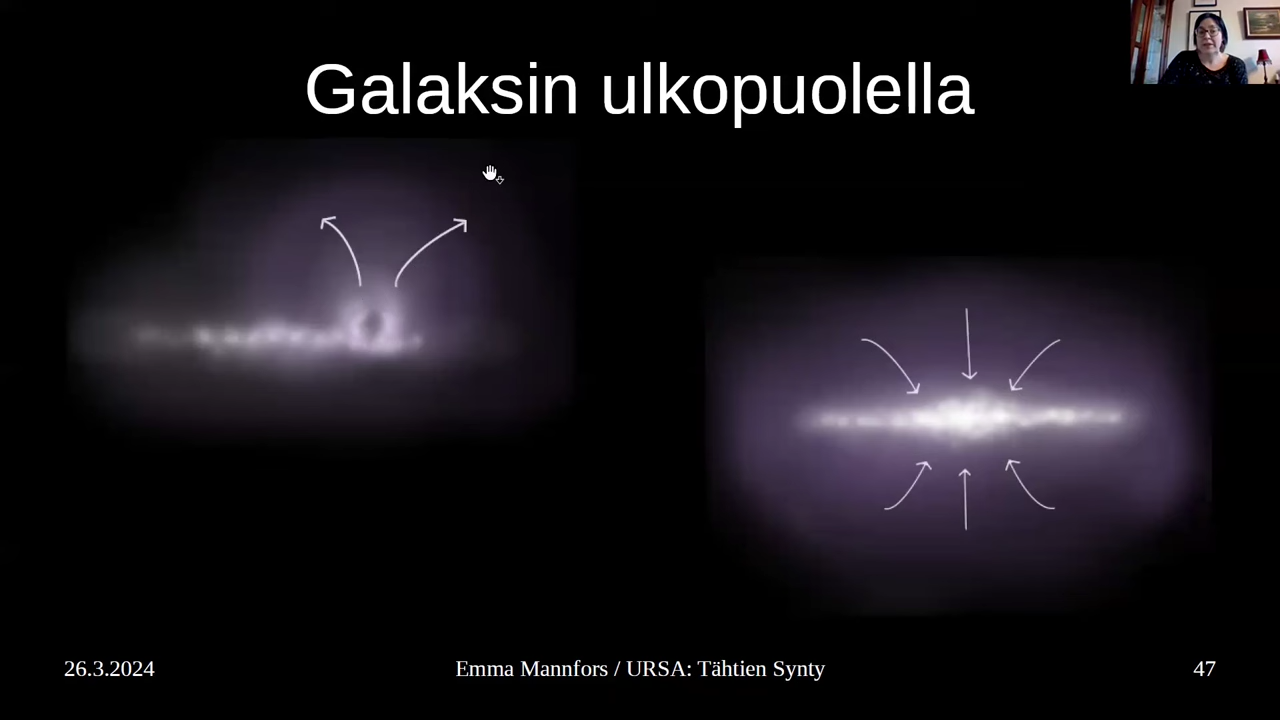 Galaksin ulkopuolella
26.3.2024
Emma Mannfors / URSA: Tähtien Synty
47